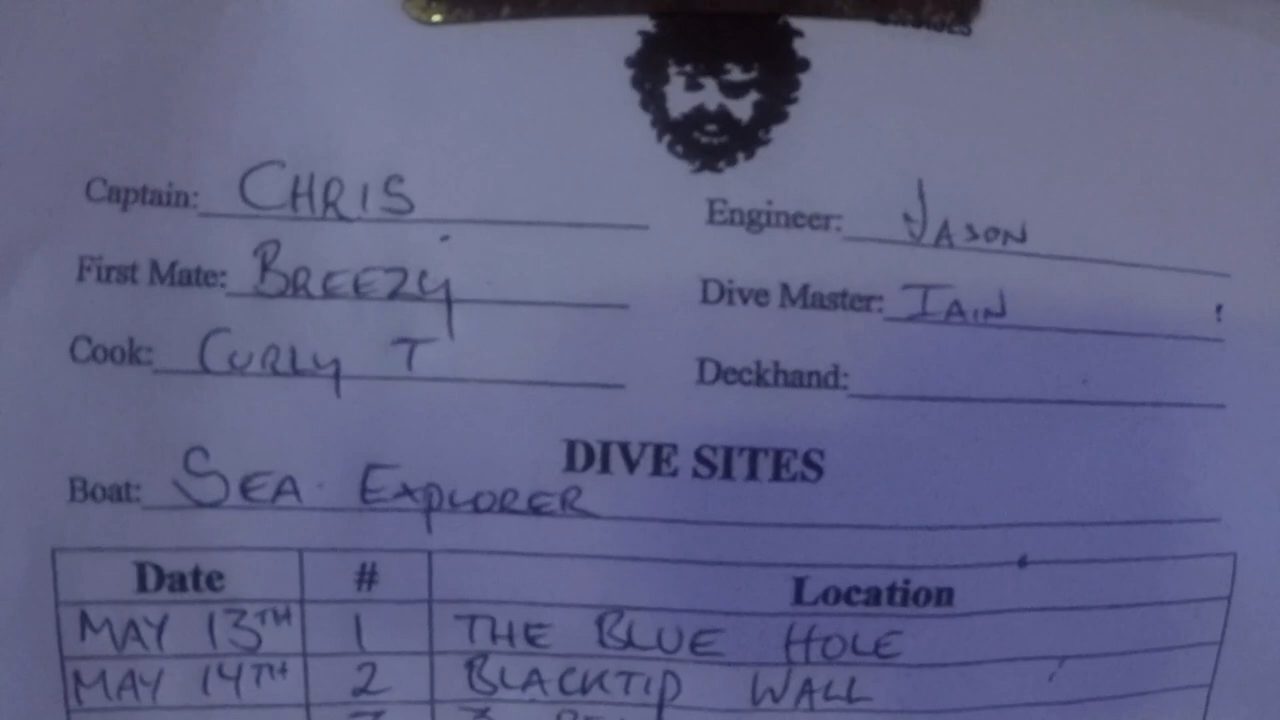 Captain: CHRIS Engineer: JASON
First Mate: BREEZY Dive Master: IAIN
Cook: CURLY T Deckhand:
DIVE SITES
Boat: SEA EXPLORER
Date # Location
MAY 13TH 1 THE BLUE HOLE
MAY 14TH 2 BLACKTIP WALL